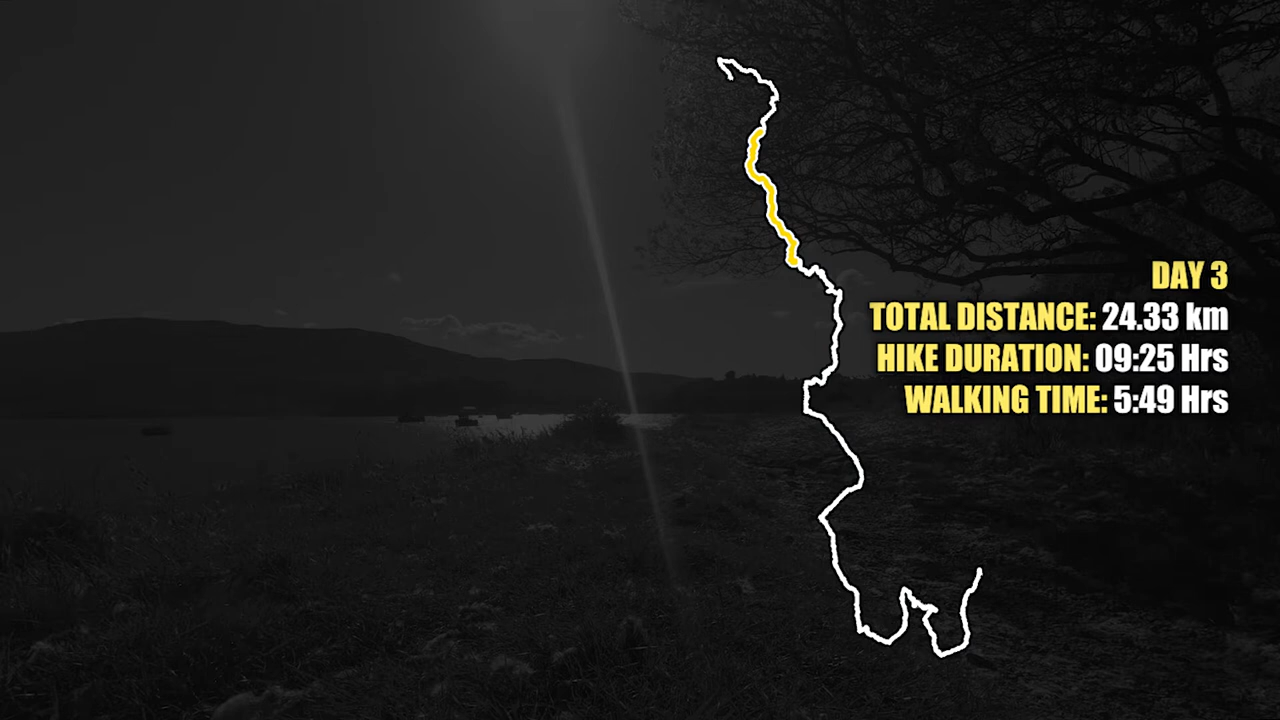 DAY 3
TOTAL DISTANCE: 24.33 km
HIKE DURATION: 09:25 Hrs
WALKING TIME: 5:49 Hrs